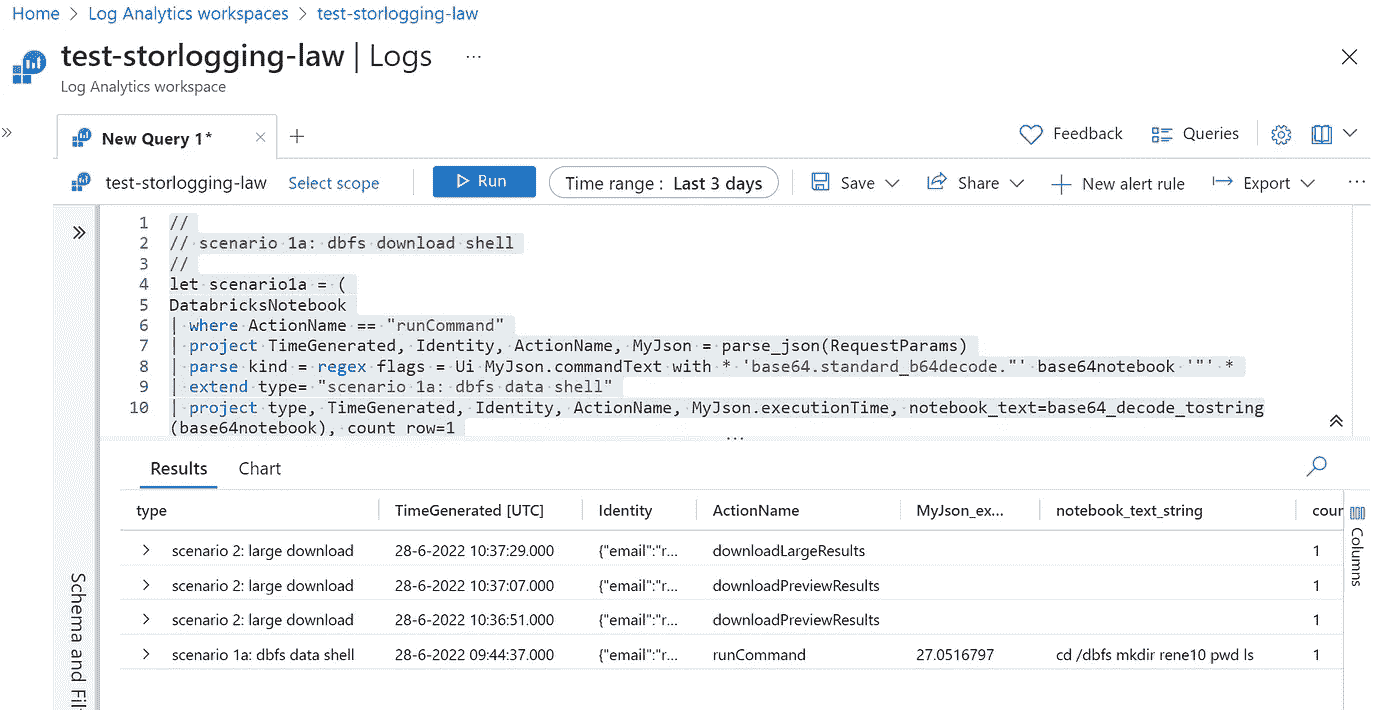 Home > Log Analytics workspaces > test-storlogging-law
test-storlogging-law | Logs ...
Log Analytics workspace
New Query 1*
Feedback
Queries
test-storlogging-law
Select scope
Run
Time range : Last 3 days
Save
Share
New alert rule
Export
1 //
2 // scenario 1a: dbfs download shell
3 //
4 let scenario1a = (
5 DatabricksNotebook
6 | where ActionName == "runCommand"
7 | project TimeGenerated, Identity, ActionName, MyJson = parse_json(RequestParams)
8 | parse kind = regex flags = Ui MyJson.commandText with * 'base64.standard_b64decode."' base64notebook '"' *
9 | extend type= "scenario 1a: dbfs data shell"
10 | project type, TimeGenerated, Identity, ActionName, MyJson.executionTime, notebook_text=base64_decode_tostring
(base64notebook), count_row=1
Results Chart
type TimeGenerated [UTC] Identity ActionName MyJson_ex... notebook_text_string cour
scenario 2: large download 28-6-2022 10:37:29.000 {"email":"r... downloadLargeResults 1
scenario 2: large download 28-6-2022 10:37:07.000 {"email":"r... downloadPreviewResults 1
scenario 2: large download 28-6-2022 10:36:51.000 {"email":"r... downloadPreviewResults 1
scenario 1a: dbfs data shell 28-6-2022 09:44:37.000 {"email":"r... runCommand 27.0516797 cd /dbfs mkdir rene10 pwd ls 1
Schema and Fil
Columns